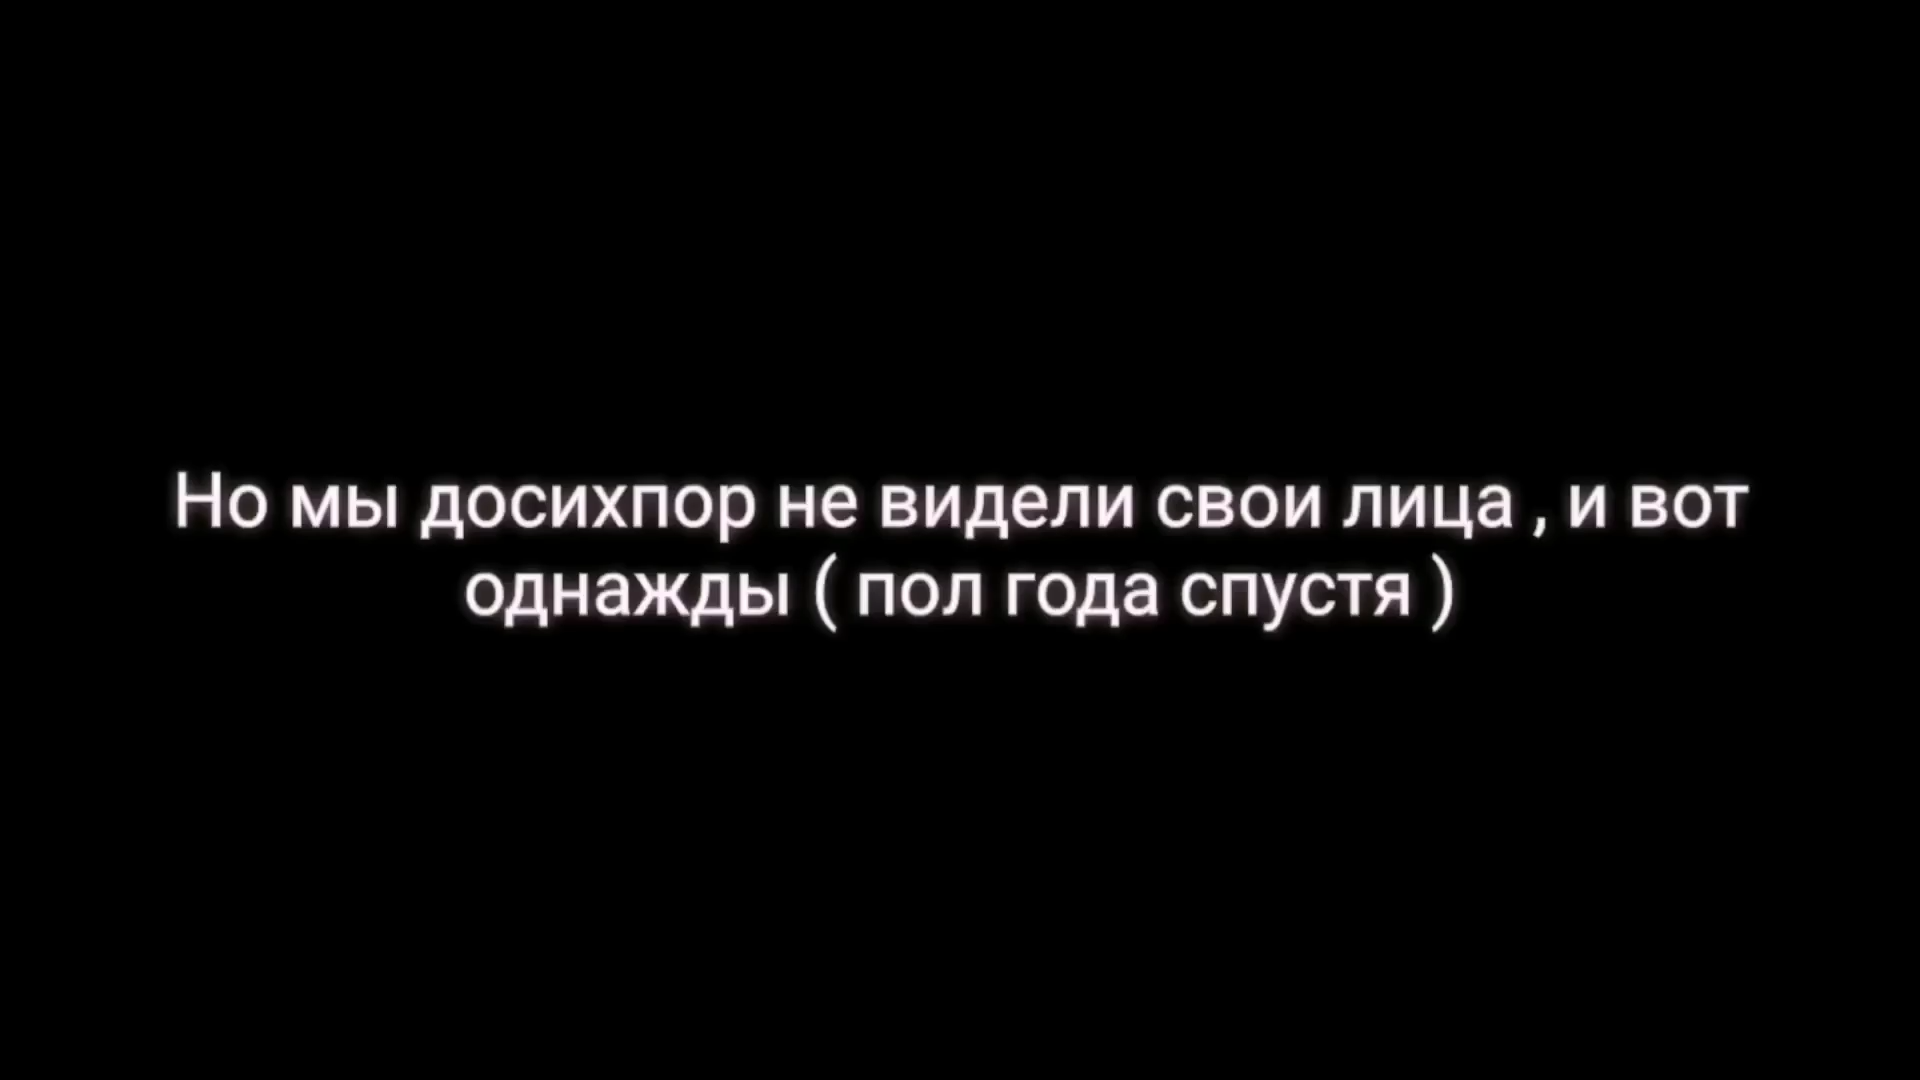 Но мы досихпор не видели свои лица , и вот
однажды ( пол года спустя )